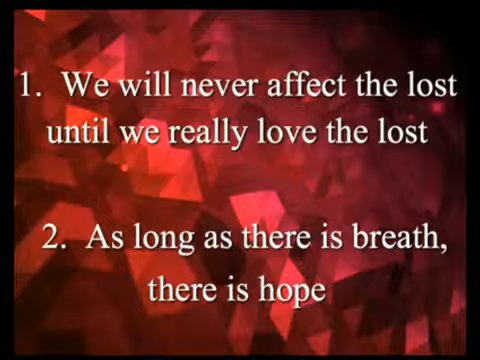 1. We will never affect the lost
until we really love the lost
2. As long as there is breath,
there is hope